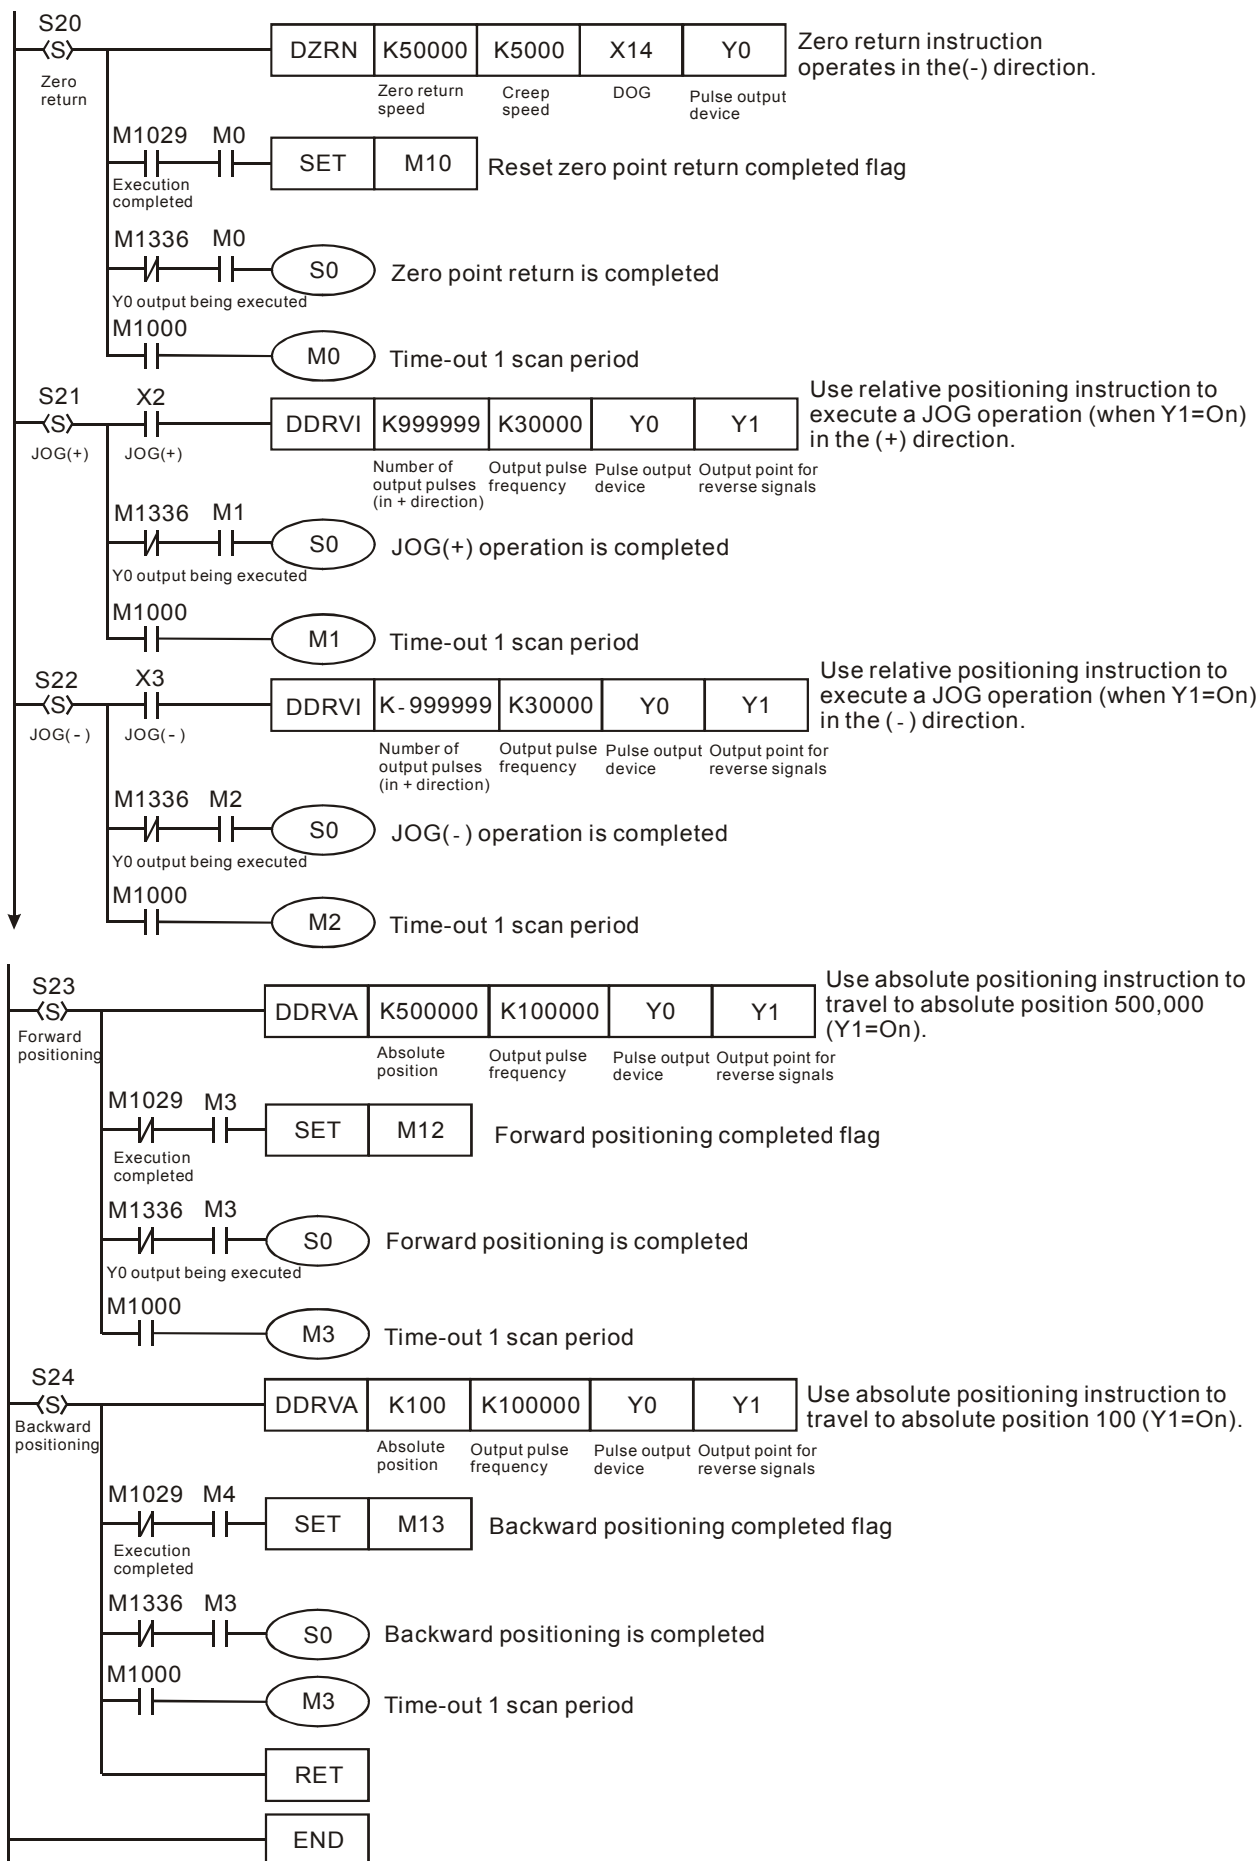 S20
S
Zero
return
DZRN K50000 K5000 X14 Y0
Zero return
speed
Creep
speed
DOG
Pulse output
device
Zero return instruction
operates in the(-) direction.
M1029 M0
Execution
completed
SET M10
Reset zero point return completed flag
M1336 M0
Y0 output being executed
S0
Zero point return is completed
M1000
M0
Time-out 1 scan period
S21
S
JOG(+)
X2
JOG(+)
DDRVI K999999 K30000 Y0 Y1
Number of
output pulses
(in + direction)
Output pulse
frequency
Pulse output
device
Output point for
reverse signals
Use relative positioning instruction to
execute a JOG operation (when Y1=On)
in the (+) direction.
M1336 M1
Y0 output being executed
S0
JOG(+) operation is completed
M1000
M1
Time-out 1 scan period
S22
S
JOG(-)
X3
JOG(-)
DDRVI K-999999 K30000 Y0 Y1
Number of
output pulses
(in + direction)
Output pulse
frequency
Pulse output
device
Output point for
reverse signals
Use relative positioning instruction to
execute a JOG operation (when Y1=On)
in the (-) direction.
M1336 M2
Y0 output being executed
S0
JOG(-) operation is completed
M1000
M2
Time-out 1 scan period
S23
S
Forward
positioning
DDRVA K500000 K100000 Y0 Y1
Absolute
position
Output pulse
frequency
Pulse output
device
Output point for
reverse signals
Use absolute positioning instruction to
travel to absolute position 500,000
(Y1=On).
M1029 M3
Execution
completed
SET M12
Forward positioning completed flag
M1336 M3
Y0 output being executed
S0
Forward positioning is completed
M1000
M3
Time-out 1 scan period
S24
S
Backward
positioning
DDRVA K100 K100000 Y0 Y1
Absolute
position
Output pulse
frequency
Pulse output
device
Output point for
reverse signals
Use absolute positioning instruction to
travel to absolute position 100 (Y1=On).
M1029 M4
Execution
completed
SET M13
Backward positioning completed flag
M1336 M3
S0
Backward positioning is completed
M1000
M3
Time-out 1 scan period
RET
END